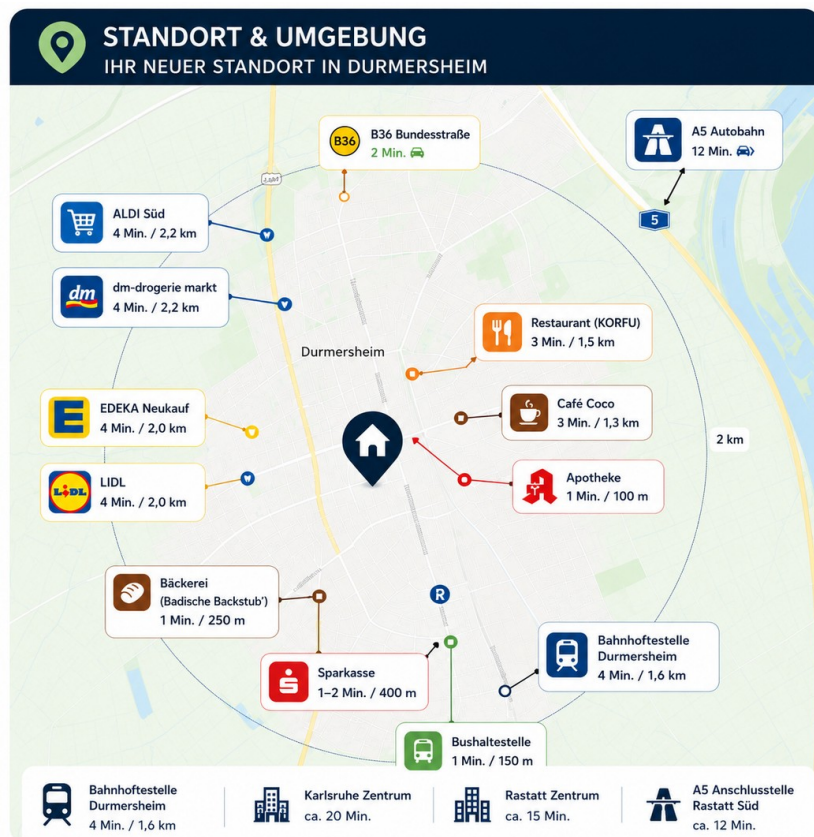 STANDORT & UMGEBUNG
IHR NEUER STANDORT IN DURMERSHEIM
B36
B36 Bundesstraße
2 Min.
A5 Autobahn
12 Min.
5
ALDI Süd
4 Min. / 2,2 km
dm
dm-drogerie markt
4 Min. / 2,2 km
Durmersheim
Restaurant (KORFU)
3 Min. / 1,5 km
E
EDEKA Neukauf
4 Min. / 2,0 km
Café Coco
3 Min. / 1,3 km
2 km
LIDL
LIDL
4 Min. / 2,0 km
Apotheke
1 Min. / 100 m
Bäckerei
(Badische Backstub')
1 Min. / 250 m
R
Sparkasse
1–2 Min. / 400 m
Bahnhoftestelle
Durmersheim
4 Min. / 1,6 km
Bushaltestelle
1 Min. / 150 m
Bahnhoftestelle
Durmersheim
4 Min. / 1,6 km
Karlsruhe Zentrum
ca. 20 Min.
Rastatt Zentrum
ca. 15 Min.
A5 Anschlusstelle
Rastatt Süd
ca. 12 Min.